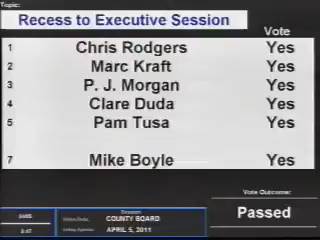 Topic:
Recess to Executive Session
Vote
1 Chris Rodgers Yes
2 Marc Kraft Yes
3 P. J. Morgan Yes
4 Clare Duda Yes
5 Pam Tusa Yes
7 Mike Boyle Yes
Vote Outcome:
Passed
Session
COUNTY BOARD
APRIL 5, 2011